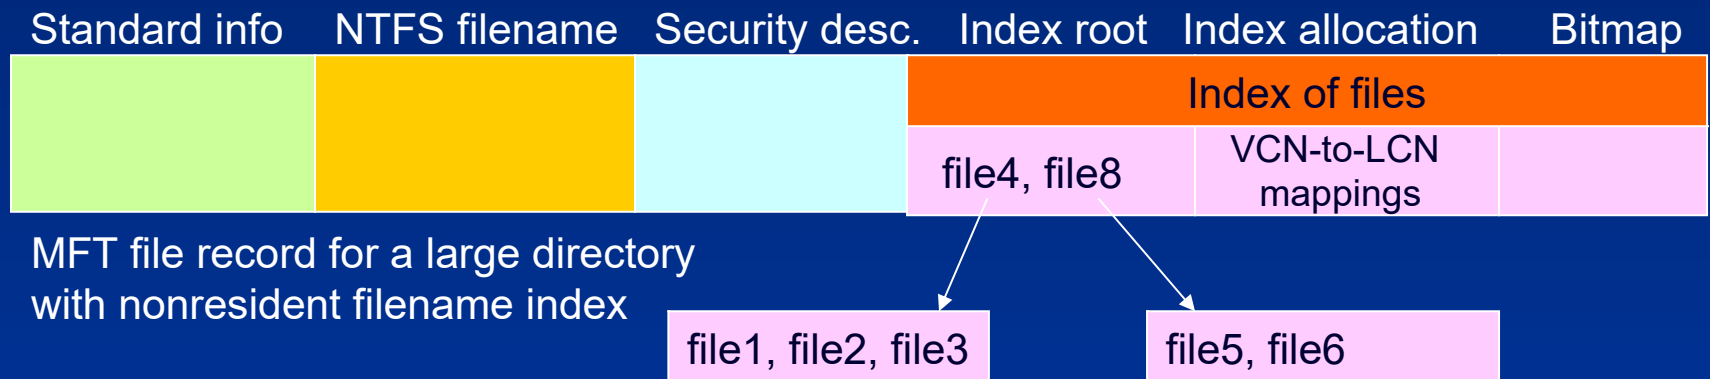 Standard info NTFS filename Security desc. Index root Index allocation Bitmap
Index of files
file4, file8
VCN-to-LCN
mappings
MFT file record for a large directory
with nonresident filename index
file1, file2, file3
file5, file6